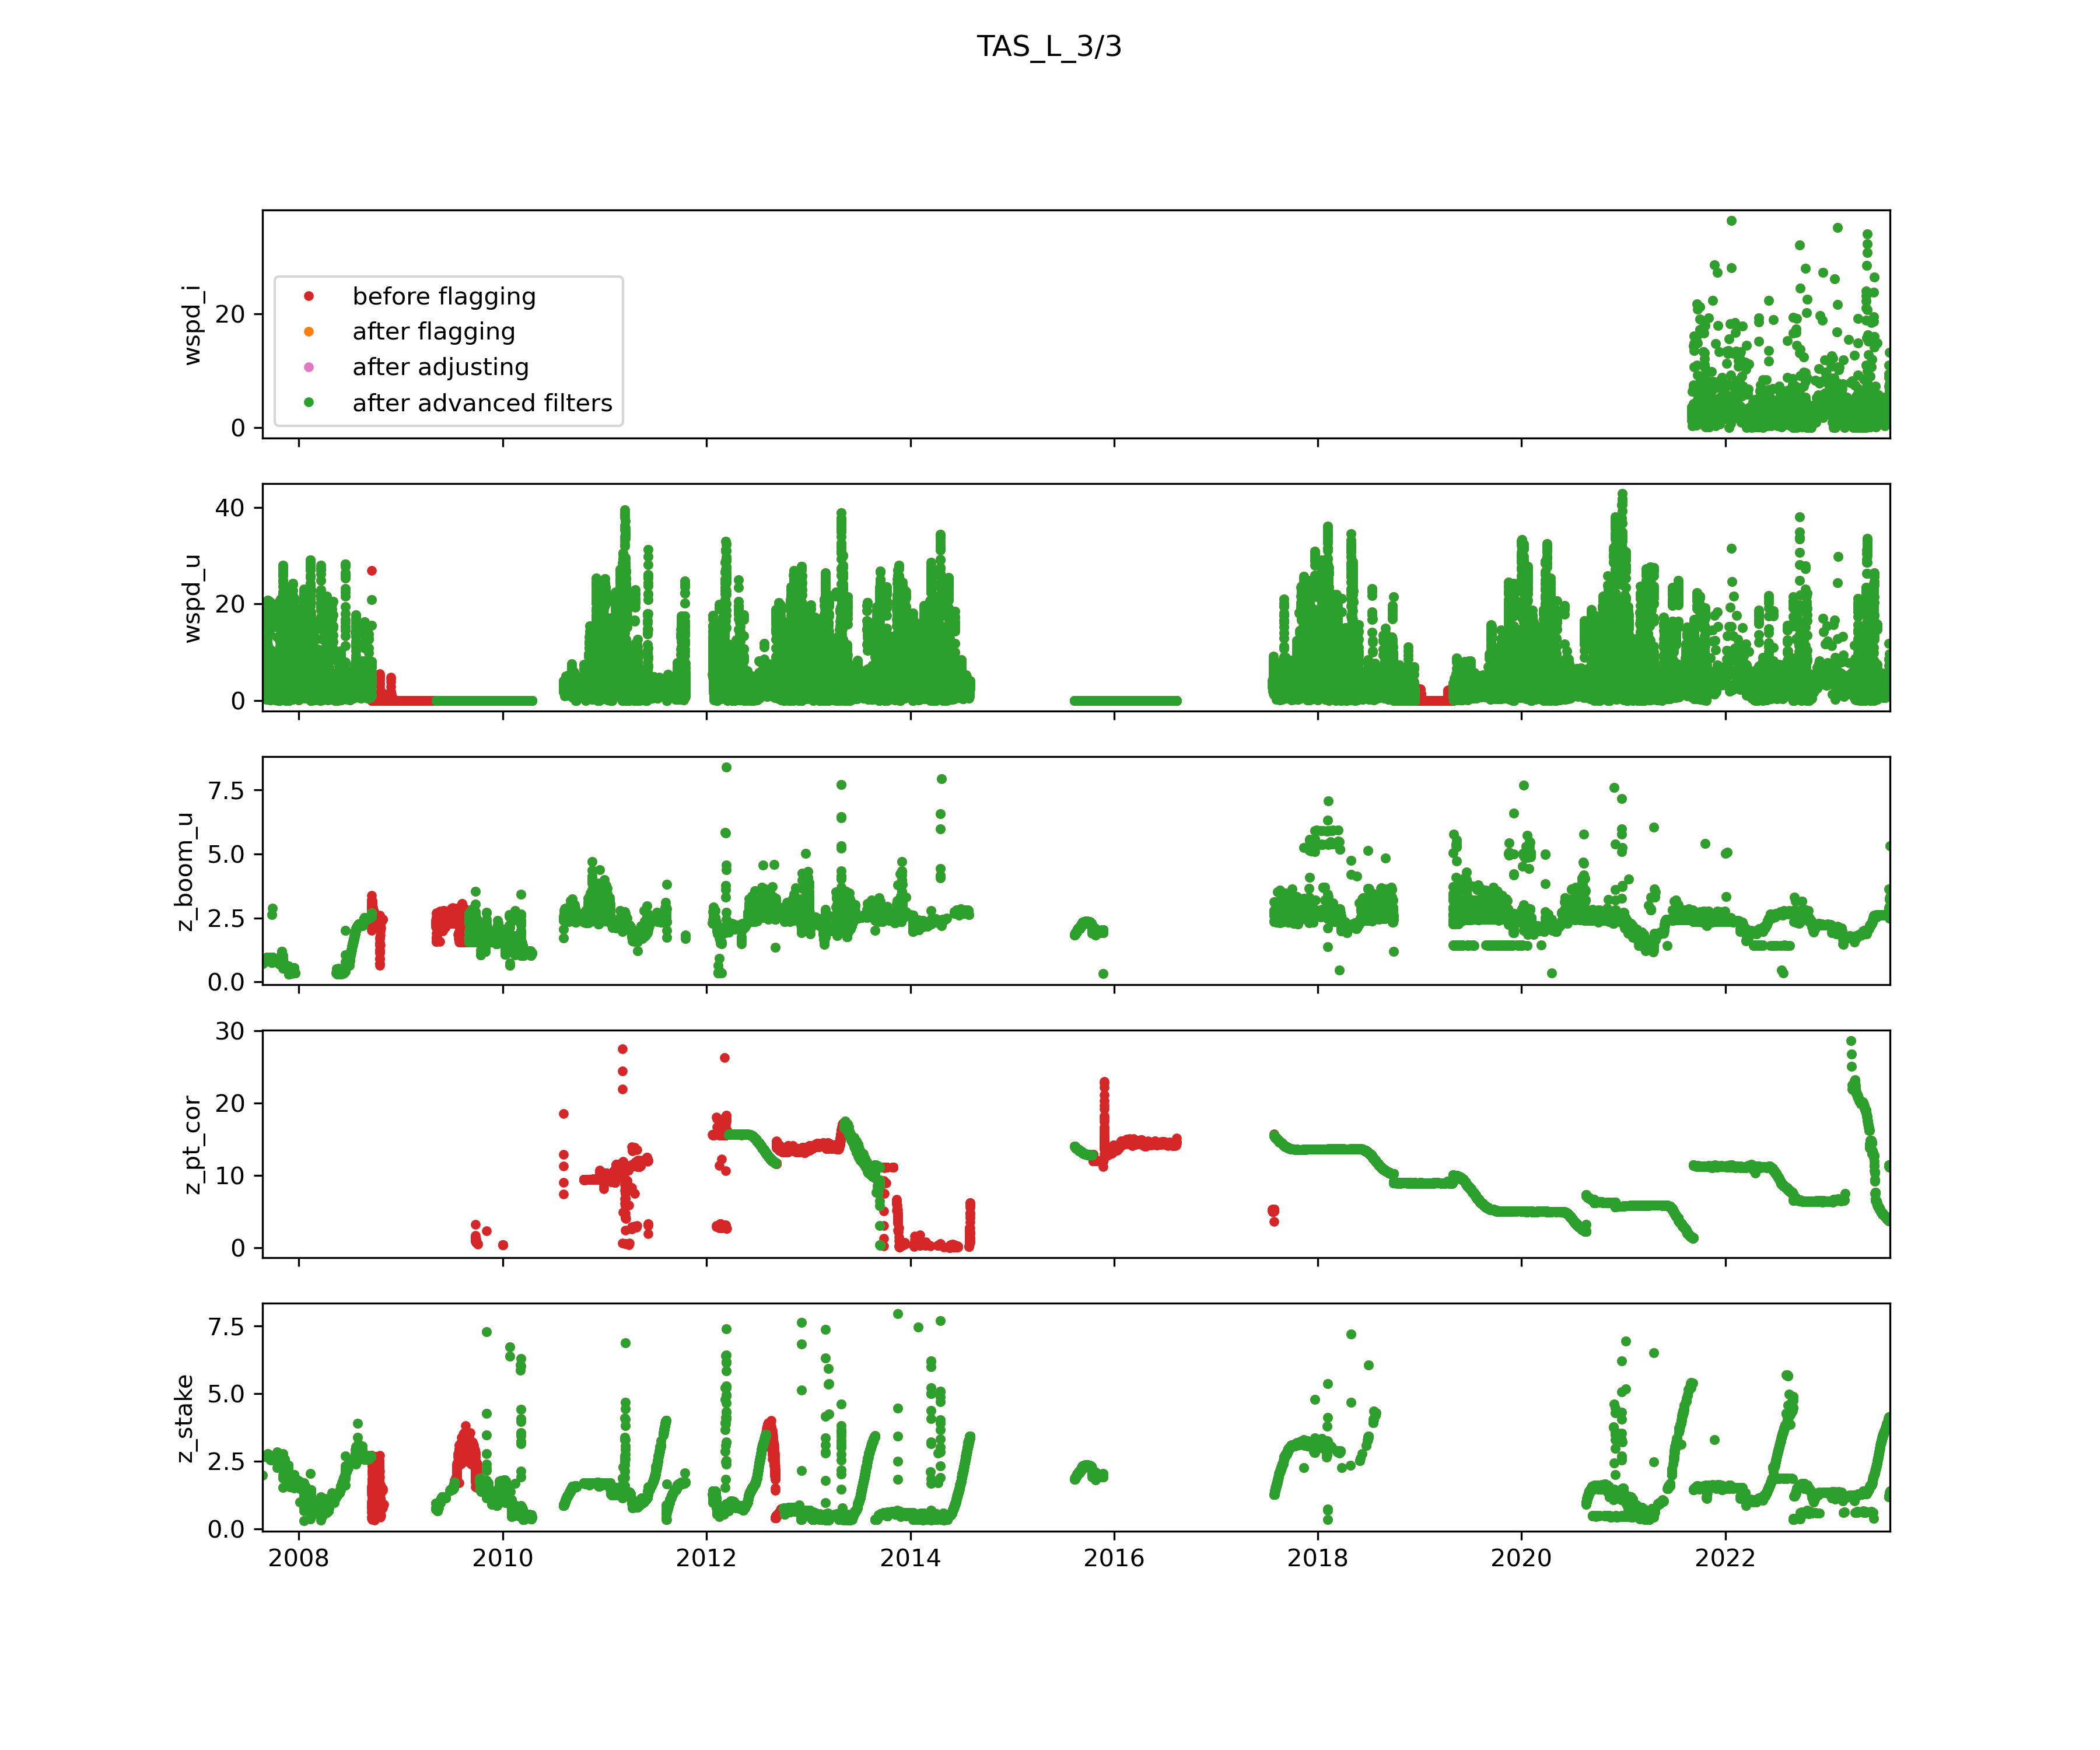 TAS_L_3/3
wspd_i
20
0
before flagging
after flagging
after adjusting
after advanced filters
wspd_u
40
20
0
z_boom_u
7.5
5.0
2.5
0.0
z_pt_cor
30
20
10
0
z_stake
7.5
5.0
2.5
0.0
2008 2010 2012 2014 2016 2018 2020 2022